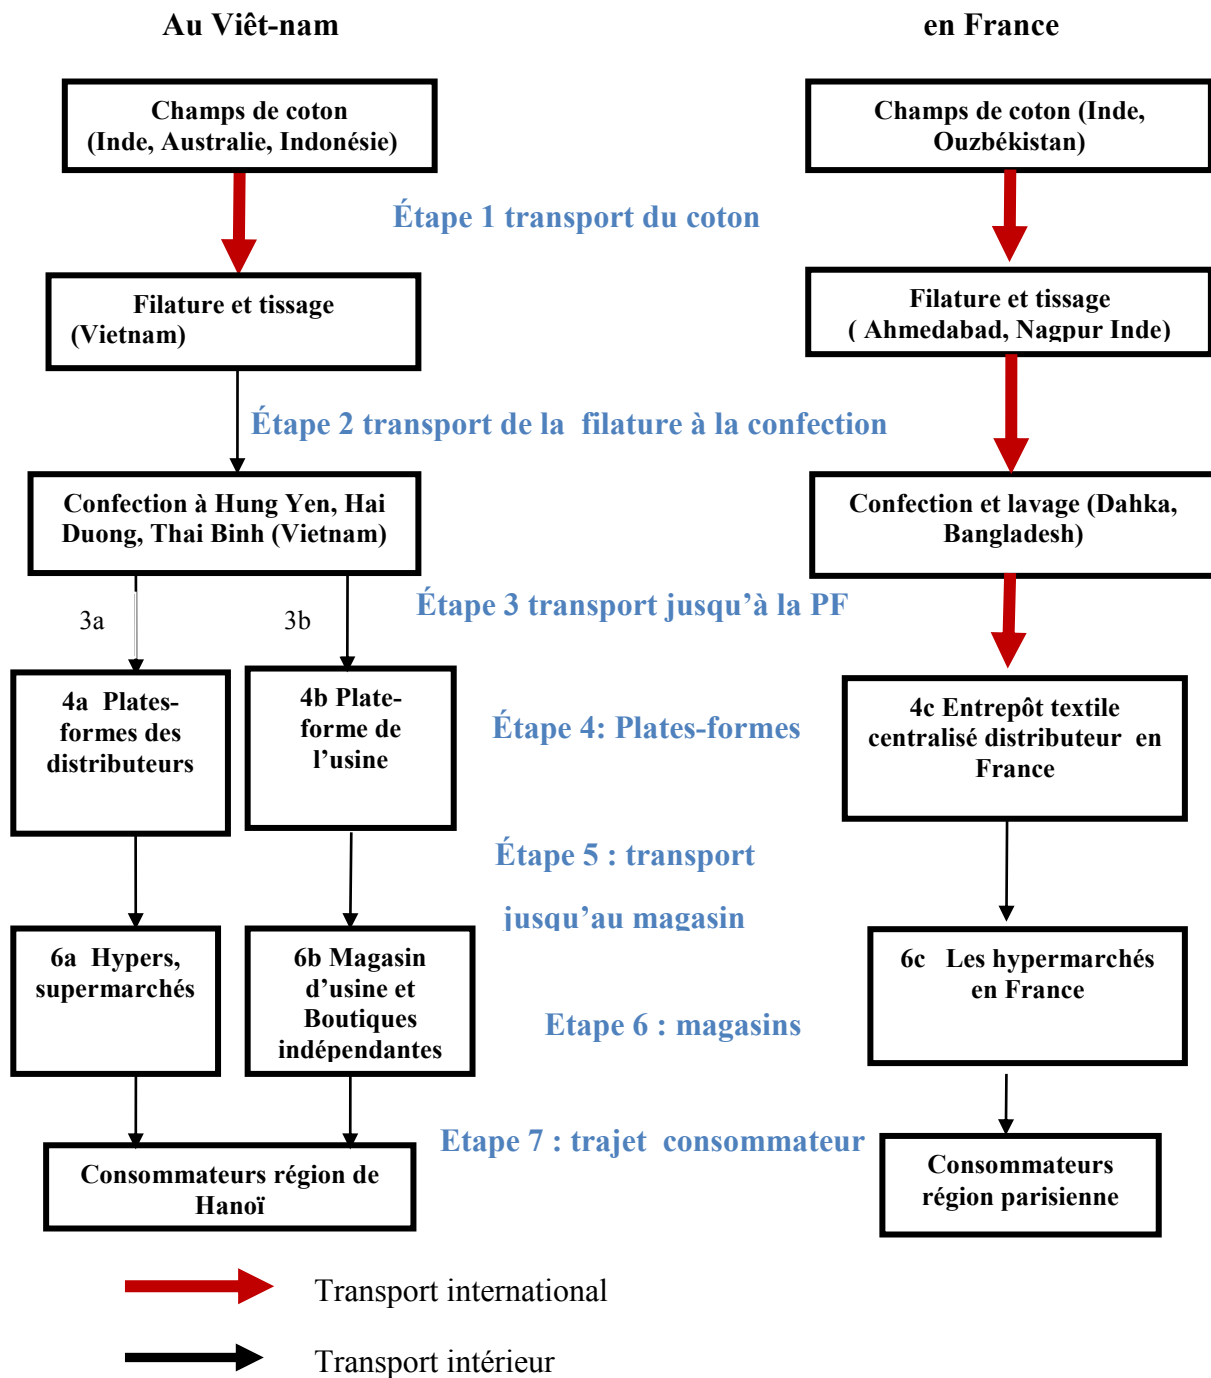 Au Viêt-nam
en France
Champs de coton
(Inde, Australie, Indonésie)
Champs de coton (Inde,
Ouzbékistan)
Étape 1 transport du coton
Filature et tissage
(Vietnam)
Filature et tissage
( Ahmedabad, Nagpur Inde)
Étape 2 transport de la filature à la confection
Confection à Hung Yen, Hai
Duong, Thai Binh (Vietnam)
Confection et lavage (Dahka,
Bangladesh)
Étape 3 transport jusqu’à la PF
3a
3b
4a Plates-
formes des
distributeurs
4b Plate-
forme de
l’usine
Étape 4: Plates-formes
4c Entrepôt textile
centralisé distributeur en
France
Étape 5 : transport
jusqu’au magasin
6a Hypers,
supermarchés
6b Magasin
d’usine et
Boutiques
indépendantes
Etape 6 : magasins
6c Les hypermarchés
en France
Etape 7 : trajet consommateur
Consommateurs région de
Hanoï
Consommateurs
région parisienne
Transport international
Transport intérieur